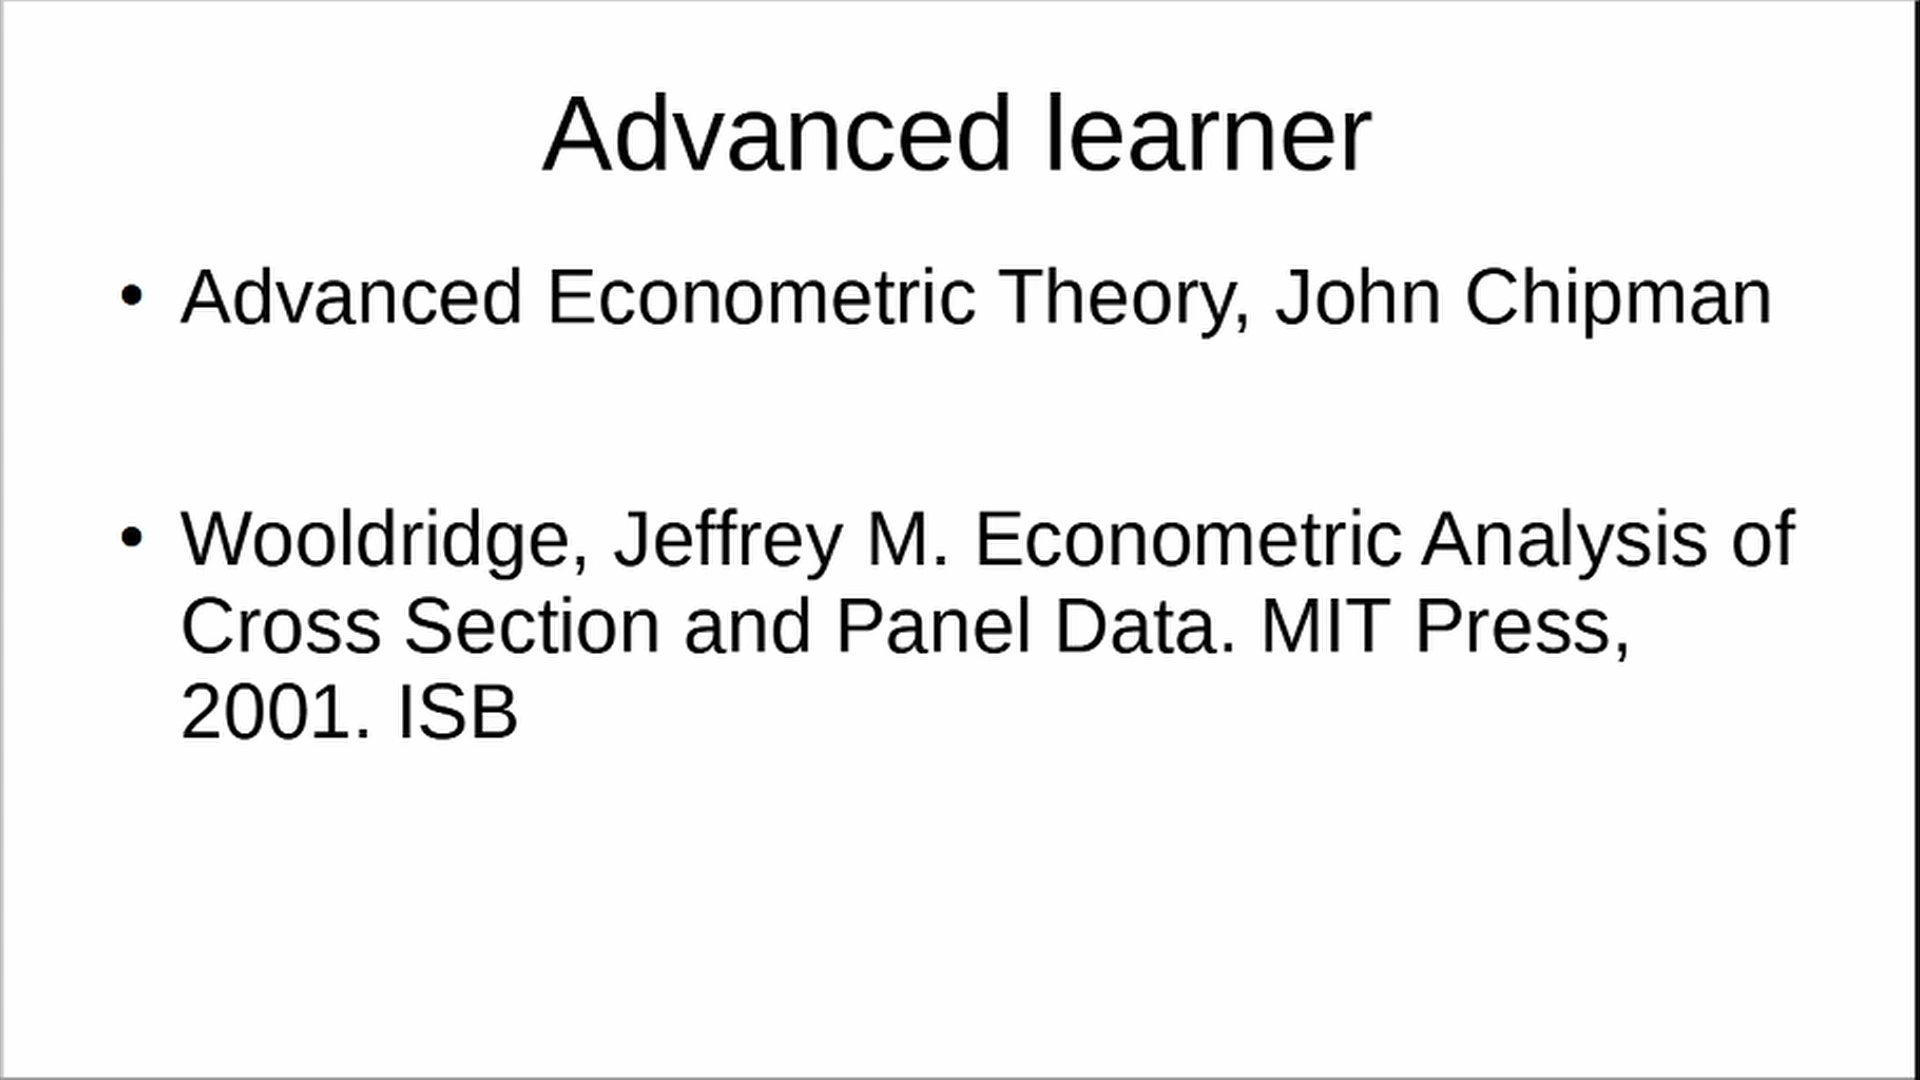 Advanced learner
• Advanced Econometric Theory, John Chipman
• Wooldridge, Jeffrey M. Econometric Analysis of
Cross Section and Panel Data. MIT Press,
2001. ISB